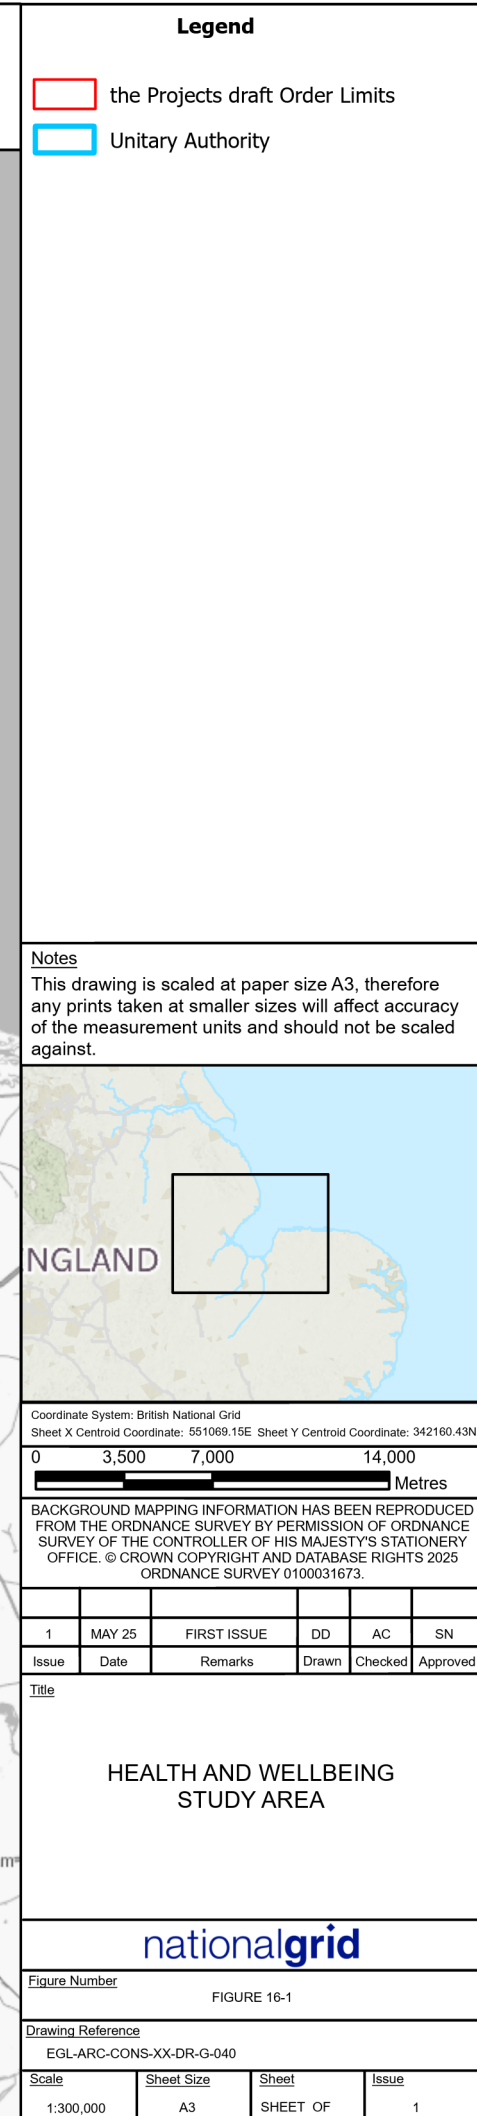 Legend
the Projects draft Order Limits
Unitary Authority
Notes
This drawing is scaled at paper size A3, therefore
any prints taken at smaller sizes will affect accuracy
of the measurement units and should not be scaled
against.
NGLAND
Coordinate System: British National Grid
Sheet X Centroid Coordinate: 551069.15E Sheet Y Centroid Coordinate: 342160.43N
0 3,500 7,000 14,000
Metres
BACKGROUND MAPPING INFORMATION HAS BEEN REPRODUCED
FROM THE ORDNANCE SURVEY BY PERMISSION OF ORDNANCE
SURVEY OF THE CONTROLLER OF HIS MAJESTY'S STATIONERY
OFFICE. © CROWN COPYRIGHT AND DATABASE RIGHTS 2025
ORDNANCE SURVEY 0100031673.
1 MAY 25 FIRST ISSUE DD AC SN
Issue Date Remarks Drawn Checked Approved
Title
HEALTH AND WELLBEING
STUDY AREA
m
nationalgrid
Figure Number
FIGURE 16-1
Drawing Reference
EGL-ARC-CONS-XX-DR-G-040
Scale Sheet Size Sheet Issue
1:300,000 A3 SHEET OF 1